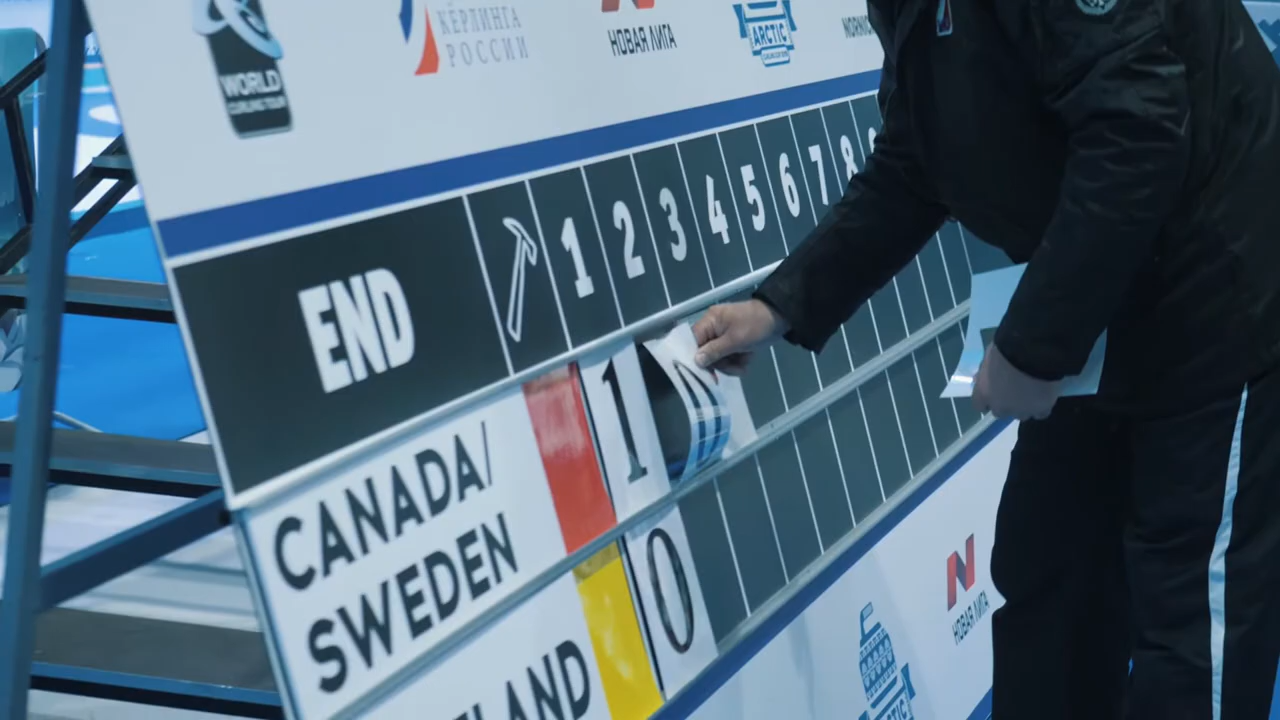 WORLD
CURLING TOUR
КЁРЛИНГА
РОССИИ
НОВАЯ ЛИГА
ARCTIC
END 1 2 3 4 5 6 7 8
CANADA/
SWEDEN
1
0
НОВАЯ ЛИГА